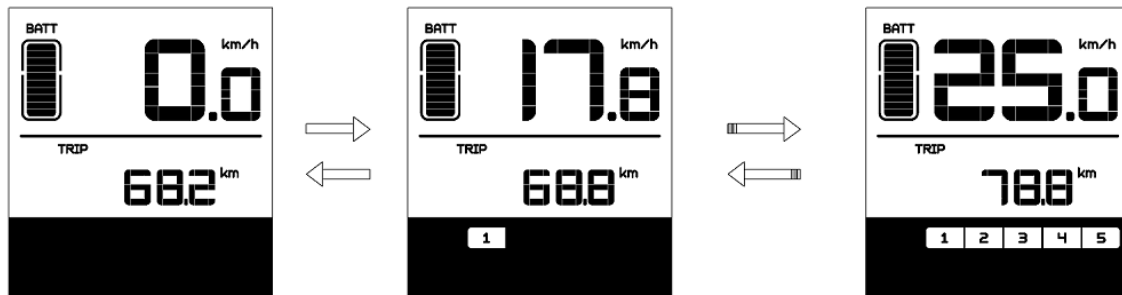 BATT
km/h
0.0
TRIP
68.2 km
BATT
km/h
17.8
TRIP
68.8 km
1
BATT
km/h
25.0
TRIP
78.8 km
1 2 3 4 5